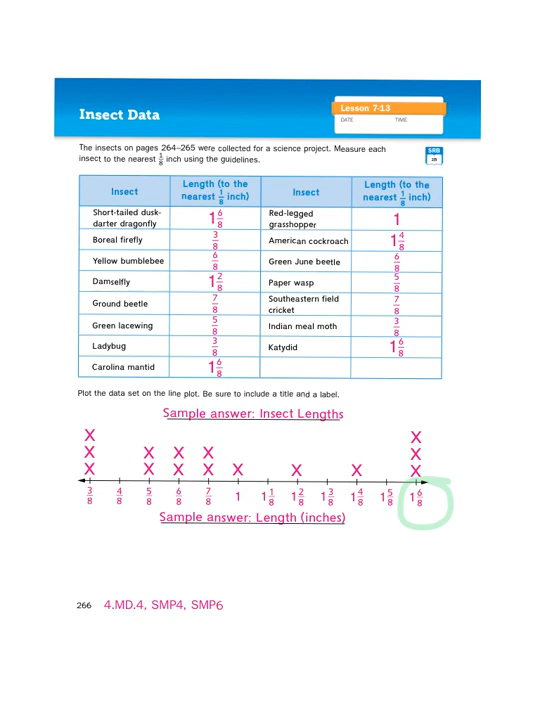 Insect Data
Lesson 7-13
DATE TIME
The insects on pages 264–265 were collected for a science project. Measure each
insect to the nearest 1/8 inch using the guidelines.
SRB
Insect Length (to the nearest 1/8 inch) Insect Length (to the nearest 1/8 inch)
Short-tailed dusk-darter dragonfly 1 6/8 Red-legged grasshopper 1
Boreal firefly 3/8 American cockroach 1 4/8
Yellow bumblebee 6/8 Green June beetle 6/8
Damselfly 1 2/8 Paper wasp 5/8
Ground beetle 7/8 Southeastern field cricket 7/8
Green lacewing 5/8 Indian meal moth 3/8
Ladybug 3/8 Katydid 1 6/8
Carolina mantid 1 6/8
Plot the data set on the line plot. Be sure to include a title and a label.
Sample answer: Insect Lengths
X X
X X X X X
X X X X X X X X
3/8 4/8 5/8 6/8 7/8 1 1 1/8 1 2/8 1 3/8 1 4/8 1 5/8 1 6/8
Sample answer: Length (inches)
266 4.MD.4, SMP4, SMP6